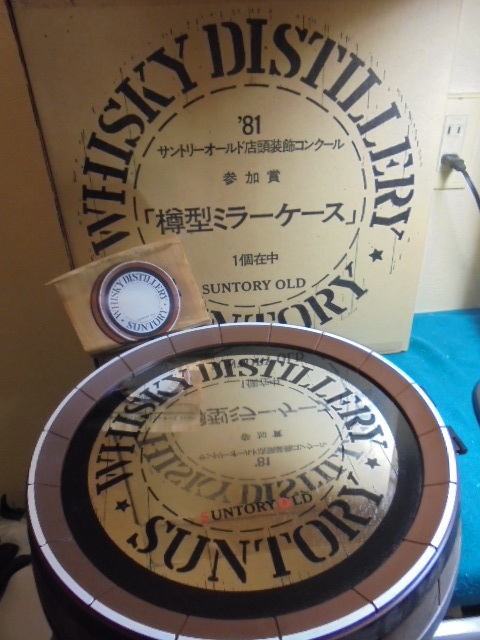 WHISKY DISTILLERY
'81
サントリーオールド店頭装飾コンクール
参加賞
「樽型ミラーケース」
1個在中
SUNTORY OLD
SUNTORY
WHISKY DISTILLERY
SUNTORY
WHISKY DISTILLERY
SUNTORY OLD
SUNTORY